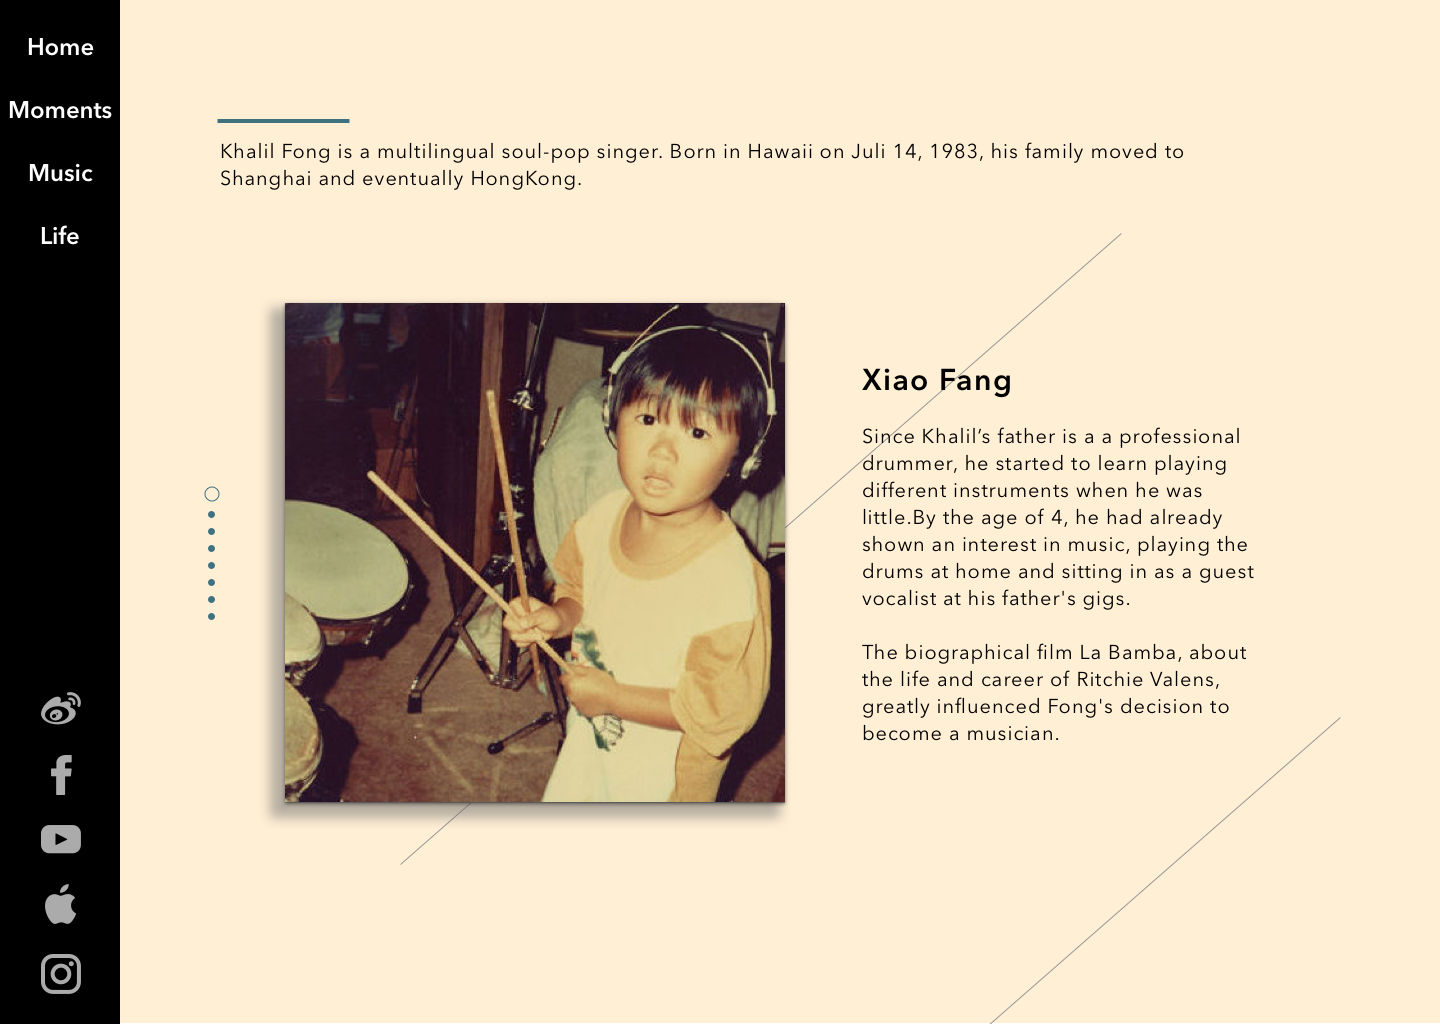 Home
Moments
Music
Life
Khalil Fong is a multilingual soul-pop singer. Born in Hawaii on Juli 14, 1983, his family moved to
Shanghai and eventually HongKong.
Xiao Fang
Since Khalil’s father is a a professional
drummer, he started to learn playing
different instruments when he was
little.By the age of 4, he had already
shown an interest in music, playing the
drums at home and sitting in as a guest
vocalist at his father's gigs.
The biographical film La Bamba, about
the life and career of Ritchie Valens,
greatly influenced Fong's decision to
become a musician.